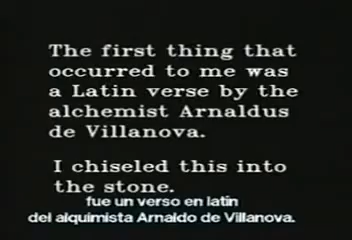 The first thing that
occurred to me was
a Latin verse by the
alchemist Arnaldus
de Villanova.
I chiseled this into
the stone.
fue un verso en latín
del alquimista Arnaldo de Villanova.